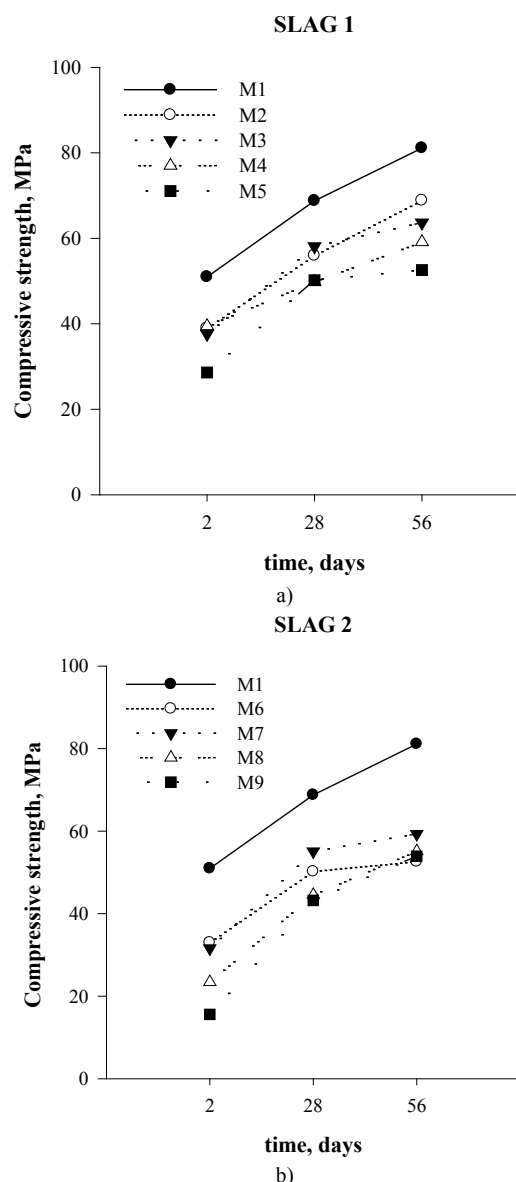 SLAG 1
100
80
60
40
20
0
Compressive strength, MPa
M1
M2
M3
M4
M5
2 28 56
time, days
a)
SLAG 2
100
80
60
40
20
0
Compressive strength, MPa
M1
M6
M7
M8
M9
2 28 56
time, days
b)